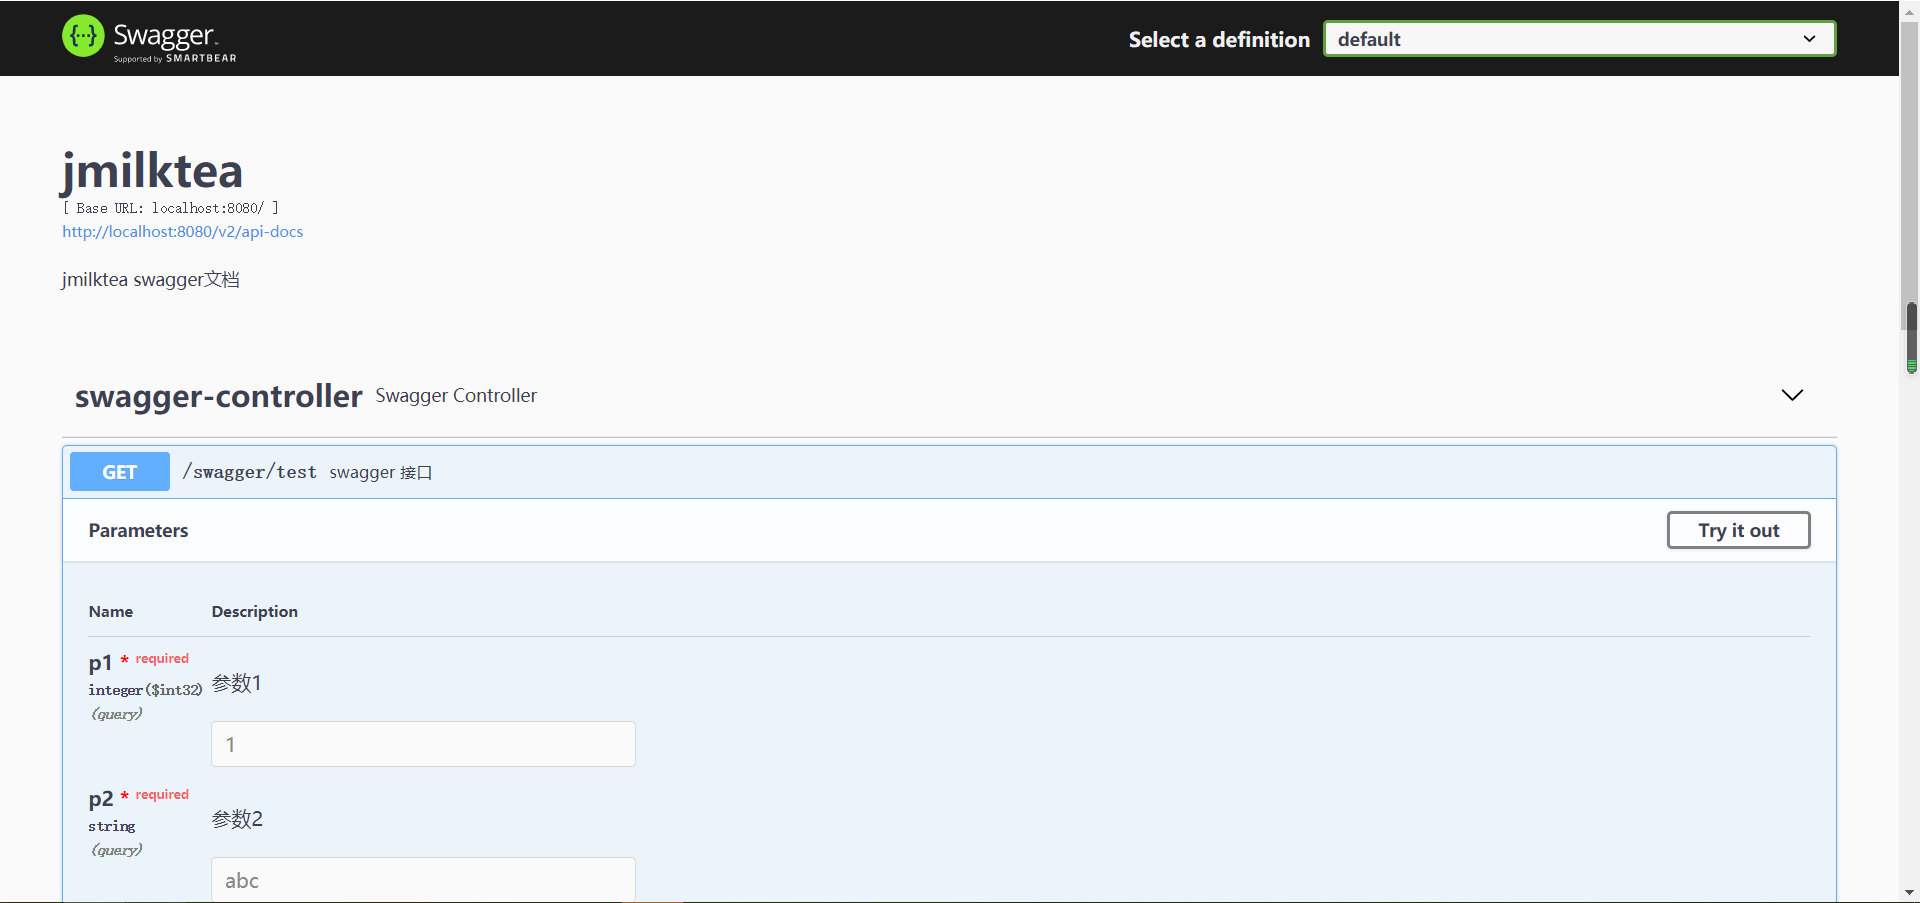 Swagger
Supported by SMARTBEAR
Select a definition
default
jmilktea
[ Base URL: localhost:8080/ ]
http://localhost:8080/v2/api-docs
jmilktea swagger文档
swagger-controller Swagger Controller
GET /swagger/test swagger 接口
Parameters
Try it out
Name Description
p1 * required
integer($int32)
(query)
参数1
1
p2 * required
string
(query)
参数2
abc